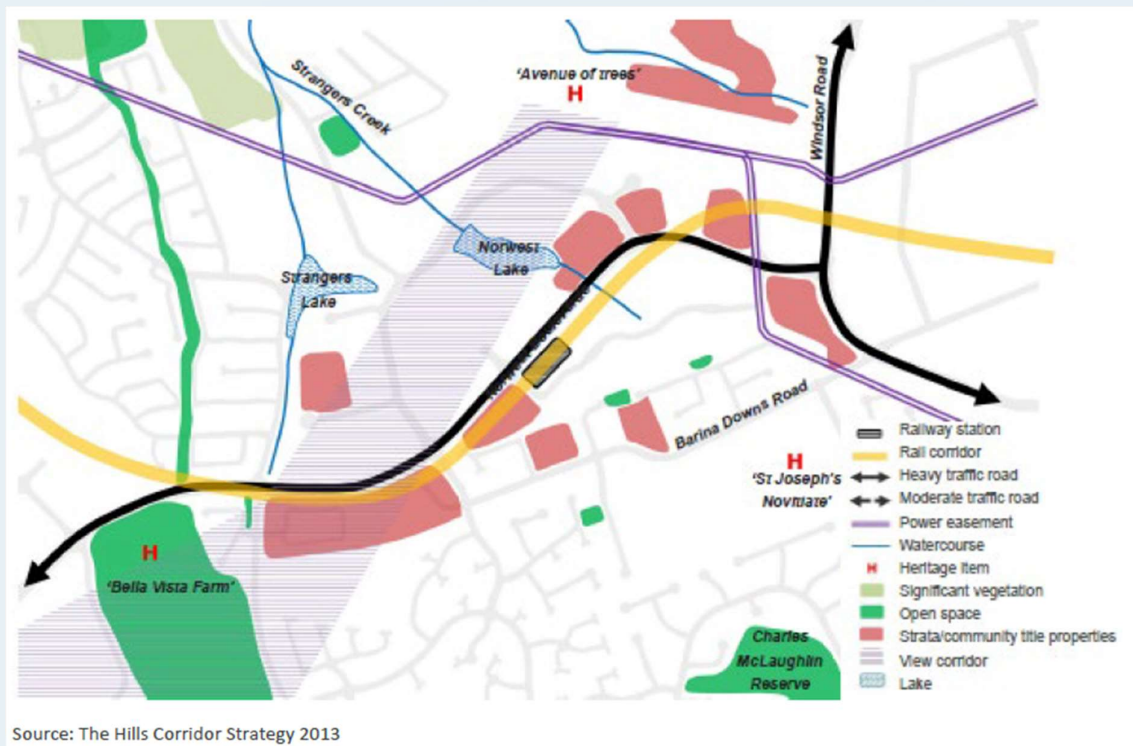 'Avenue of trees'
H
Windsor Road
Strangers Creek
Norwest
Lake
Strangers
Lake
Barina Downs Road
H
'St Joseph's
Novitiate'
H
'Bella Vista Farm'
Charles
McLaughlin
Reserve
Railway station
Rail corridor
Heavy traffic road
Moderate traffic road
Power easement
Watercourse
H Heritage item
Significant vegetation
Open space
Strata/community title properties
View corridor
Lake
Source: The Hills Corridor Strategy 2013